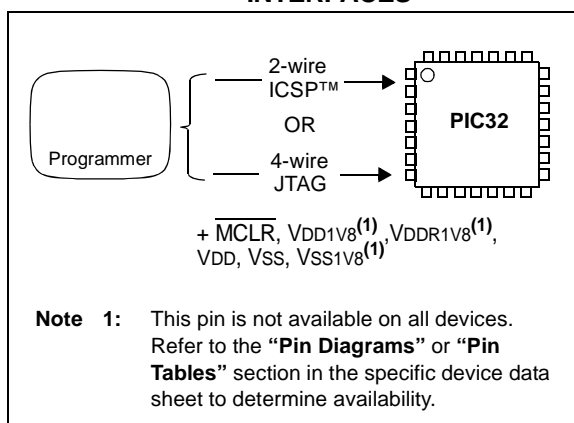 INTERFACES
2-wire
ICSP™
OR
4-wire
JTAG
Programmer
PIC32
+ MCLR, VDD1V8(1) ,VDDR1V8(1),
VDD, VSS, VSS1V8(1)
Note 1: This pin is not available on all devices.
Refer to the “Pin Diagrams” or “Pin
Tables” section in the specific device data
sheet to determine availability.